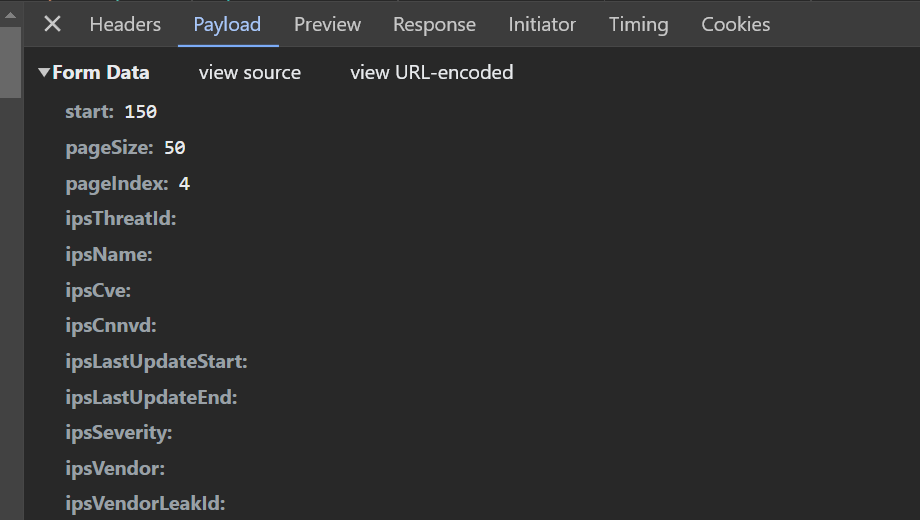 Headers Payload Preview Response Initiator Timing Cookies
Form Data view source view URL-encoded
start: 150
pageSize: 50
pageIndex: 4
ipsThreatId:
ipsName:
ipsCve:
ipsCnnvd:
ipsLastUpdateStart:
ipsLastUpdateEnd:
ipsSeverity:
ipsVendor:
ipsVendorLeakId: